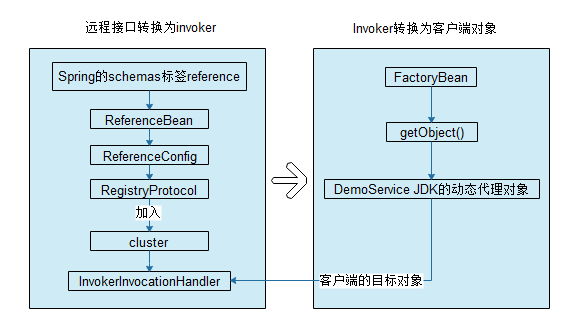 远程接口转换为invoker
Spring的schemas标签reference
ReferenceBean
ReferenceConfig
RegistryProtocol
加入
cluster
InvokerInvocationHandler
Invoker转换为客户端对象
FactoryBean
getObject()
DemoService JDK的动态代理对象
客户端的目标对象